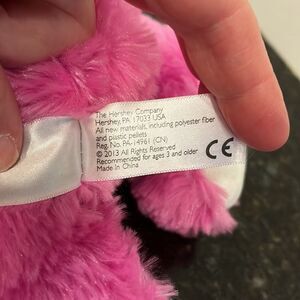 The Hershey Company
Hershey, PA 17033 USA
All new materials, including polyester fiber
and plastic pellets
Reg. No. PA-14961 (CN)
© 2013 All Rights Reserved
Recommended for ages 3 and older
Made in China
CE